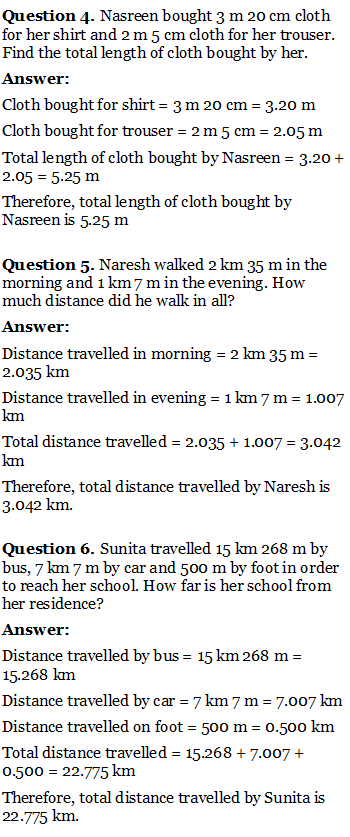 Question 4. Nasreen bought 3 m 20 cm cloth
for her shirt and 2 m 5 cm cloth for her trouser.
Find the total length of cloth bought by her.
Answer:
Cloth bought for shirt = 3 m 20 cm = 3.20 m
Cloth bought for trouser = 2 m 5 cm = 2.05 m
Total length of cloth bought by Nasreen = 3.20 +
2.05 = 5.25 m
Therefore, total length of cloth bought by
Nasreen is 5.25 m
Question 5. Naresh walked 2 km 35 m in the
morning and 1 km 7 m in the evening. How
much distance did he walk in all?
Answer:
Distance travelled in morning = 2 km 35 m =
2.035 km
Distance travelled in evening = 1 km 7 m = 1.007
km
Total distance travelled = 2.035 + 1.007 = 3.042
km
Therefore, total distance travelled by Naresh is
3.042 km.
Question 6. Sunita travelled 15 km 268 m by
bus, 7 km 7 m by car and 500 m by foot in order
to reach her school. How far is her school from
her residence?
Answer:
Distance travelled by bus = 15 km 268 m =
15.268 km
Distance travelled by car = 7 km 7 m = 7.007 km
Distance travelled on foot = 500 m = 0.500 km
Total distance travelled = 15.268 + 7.007 +
0.500 = 22.775 km
Therefore, total distance travelled by Sunita is
22.775 km.